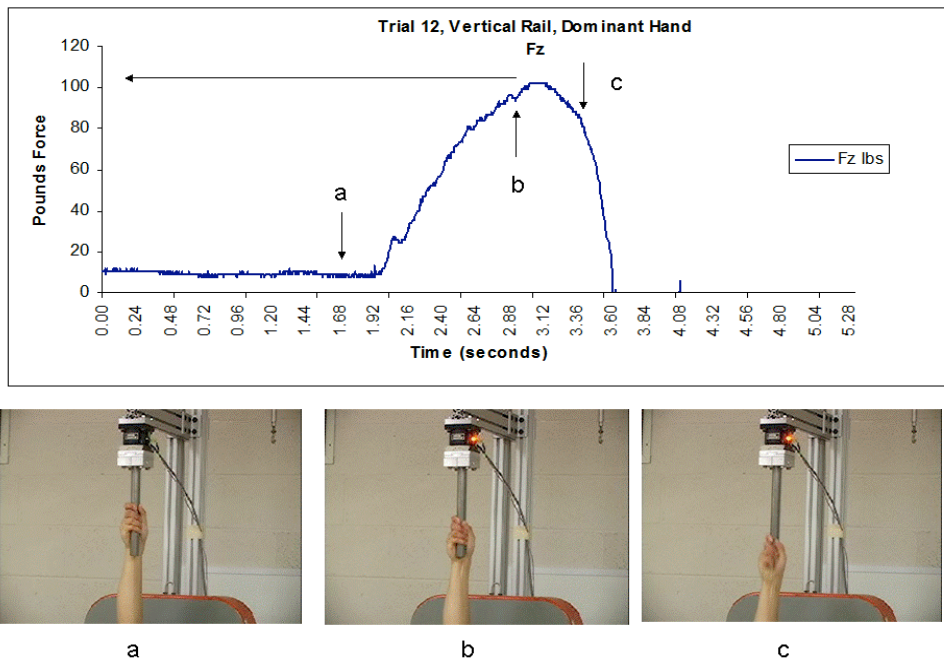 Trial 12, Vertical Rail, Dominant Hand
Fz
120
100
80
60
40
20
0
Pounds Force
a
b
c
Fz lbs
0.00 0.24 0.48 0.72 0.96 1.20 1.44 1.68 1.92 2.16 2.40 2.64 2.88 3.12 3.36 3.60 3.84 4.08 4.32 4.56 4.80 5.04 5.28
Time (seconds)
a b c